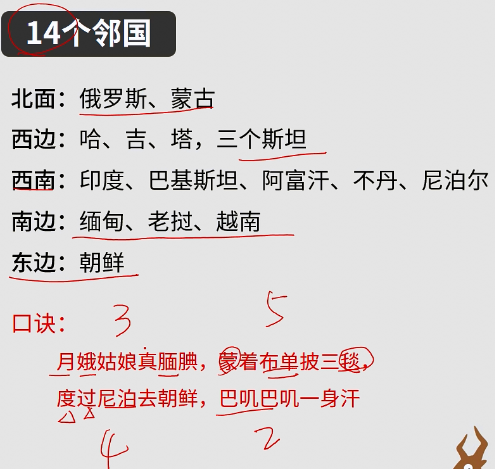 14个邻国
北面：俄罗斯、蒙古
西边：哈、吉、塔，三个斯坦
西南：印度、巴基斯坦、阿富汗、不丹、尼泊尔
南边：缅甸、老挝、越南
东边：朝鲜
口诀： 3 5
月娥姑娘真腼腆，蒙着布单披三毯，
度过尼泊去朝鲜，巴叽巴叽一身汗
4 2